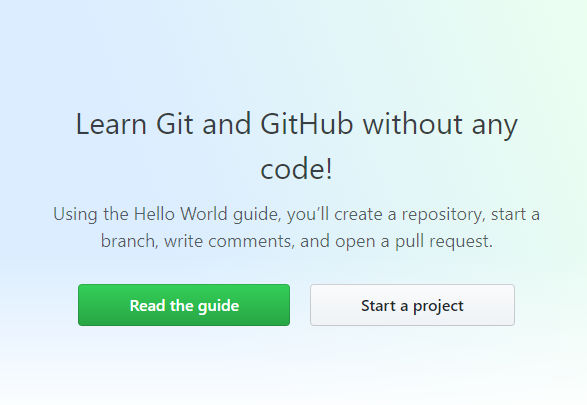 Learn Git and GitHub without any
code!
Using the Hello World guide, you’ll create a repository, start a
branch, write comments, and open a pull request.
Read the guide
Start a project